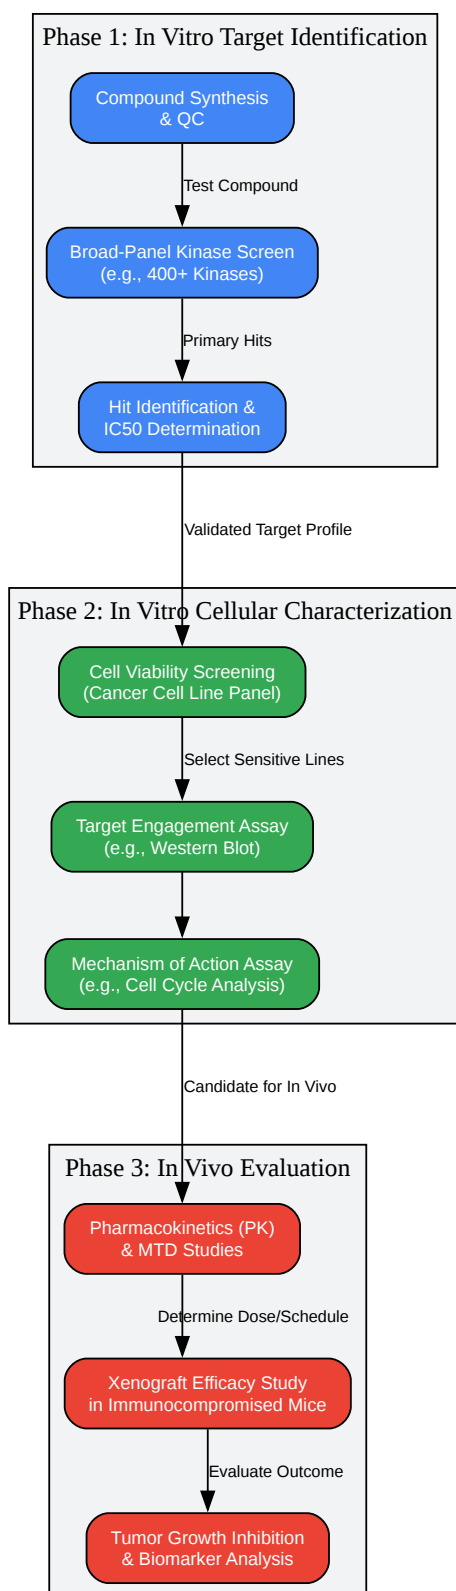 Phase 1: In Vitro Target Identification
Compound Synthesis
& QC
Test Compound
Broad-Panel Kinase Screen
(e.g., 400+ Kinases)
Primary Hits
Hit Identification &
IC50 Determination
Validated Target Profile
Phase 2: In Vitro Cellular Characterization
Cell Viability Screening
(Cancer Cell Line Panel)
Select Sensitive Lines
Target Engagement Assay
(e.g., Western Blot)
Mechanism of Action Assay
(e.g., Cell Cycle Analysis)
Candidate for In Vivo
Phase 3: In Vivo Evaluation
Pharmacokinetics (PK)
& MTD Studies
Determine Dose/Schedule
Xenograft Efficacy Study
in Immunocompromised Mice
Evaluate Outcome
Tumor Growth Inhibition
& Biomarker Analysis